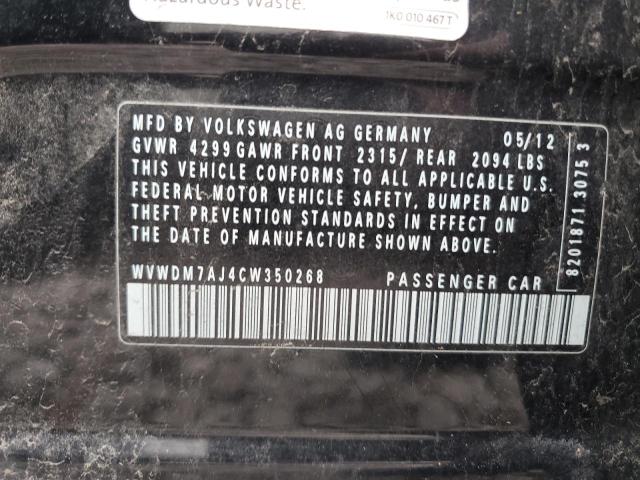 Hazardous Waste.
1K0 010 467 T
MFD BY VOLKSWAGEN AG GERMANY 05/12
GVWR 4299 GAWR FRONT 2315/ REAR 2094 LBS
THIS VEHICLE CONFORMS TO ALL APPLICABLE U.S.
FEDERAL MOTOR VEHICLE SAFETY, BUMPER AND
THEFT PREVENTION STANDARDS IN EFFECT ON
THE DATE OF MANUFACTURE SHOWN ABOVE.
WVWDM7AJ4CW350268 PASSENGER CAR
8201871 3075 3